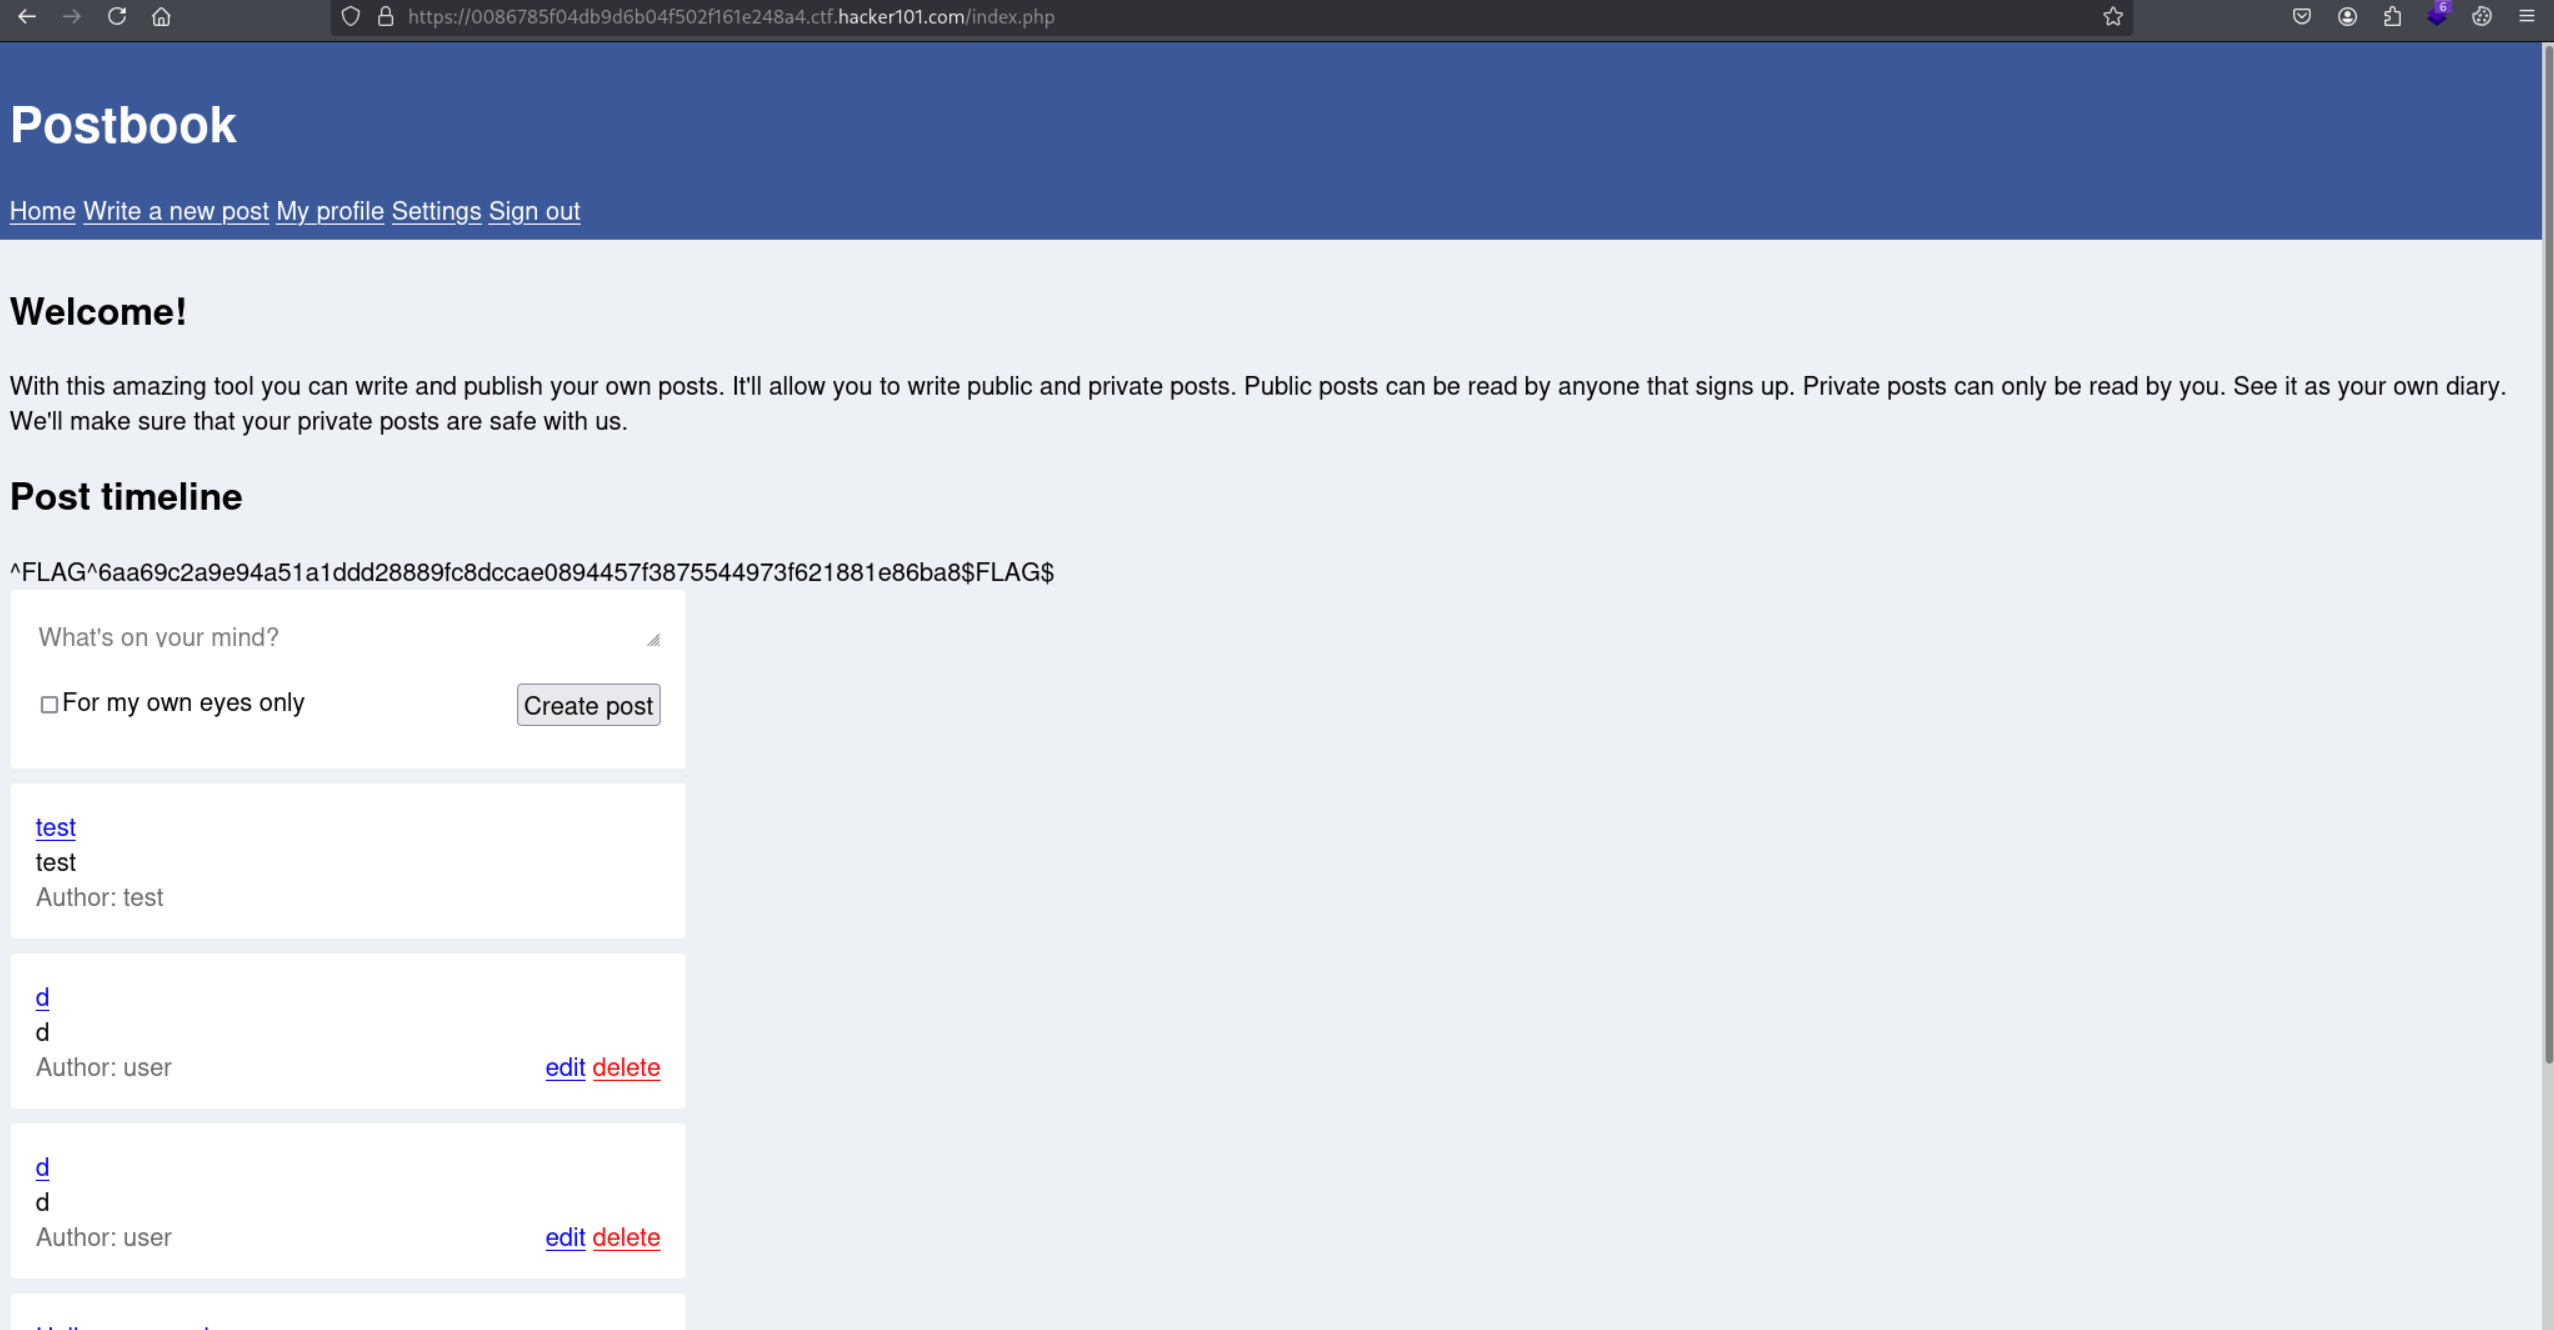 https://0086785f04db9d6b04f502f161e248a4.ctf.hacker101.com/index.php
6
Postbook
Home Write a new post My profile Settings Sign out
Welcome!
With this amazing tool you can write and publish your own posts. It'll allow you to write public and private posts. Public posts can be read by anyone that signs up. Private posts can only be read by you. See it as your own diary.
We'll make sure that your private posts are safe with us.
Post timeline
^FLAG^6aa69c2a9e94a51a1ddd28889fc8dccae0894457f3875544973f621881e86ba8$FLAG$
What's on your mind?
For my own eyes only Create post
test
test
Author: test
d
d
Author: user edit delete
d
d
Author: user edit delete